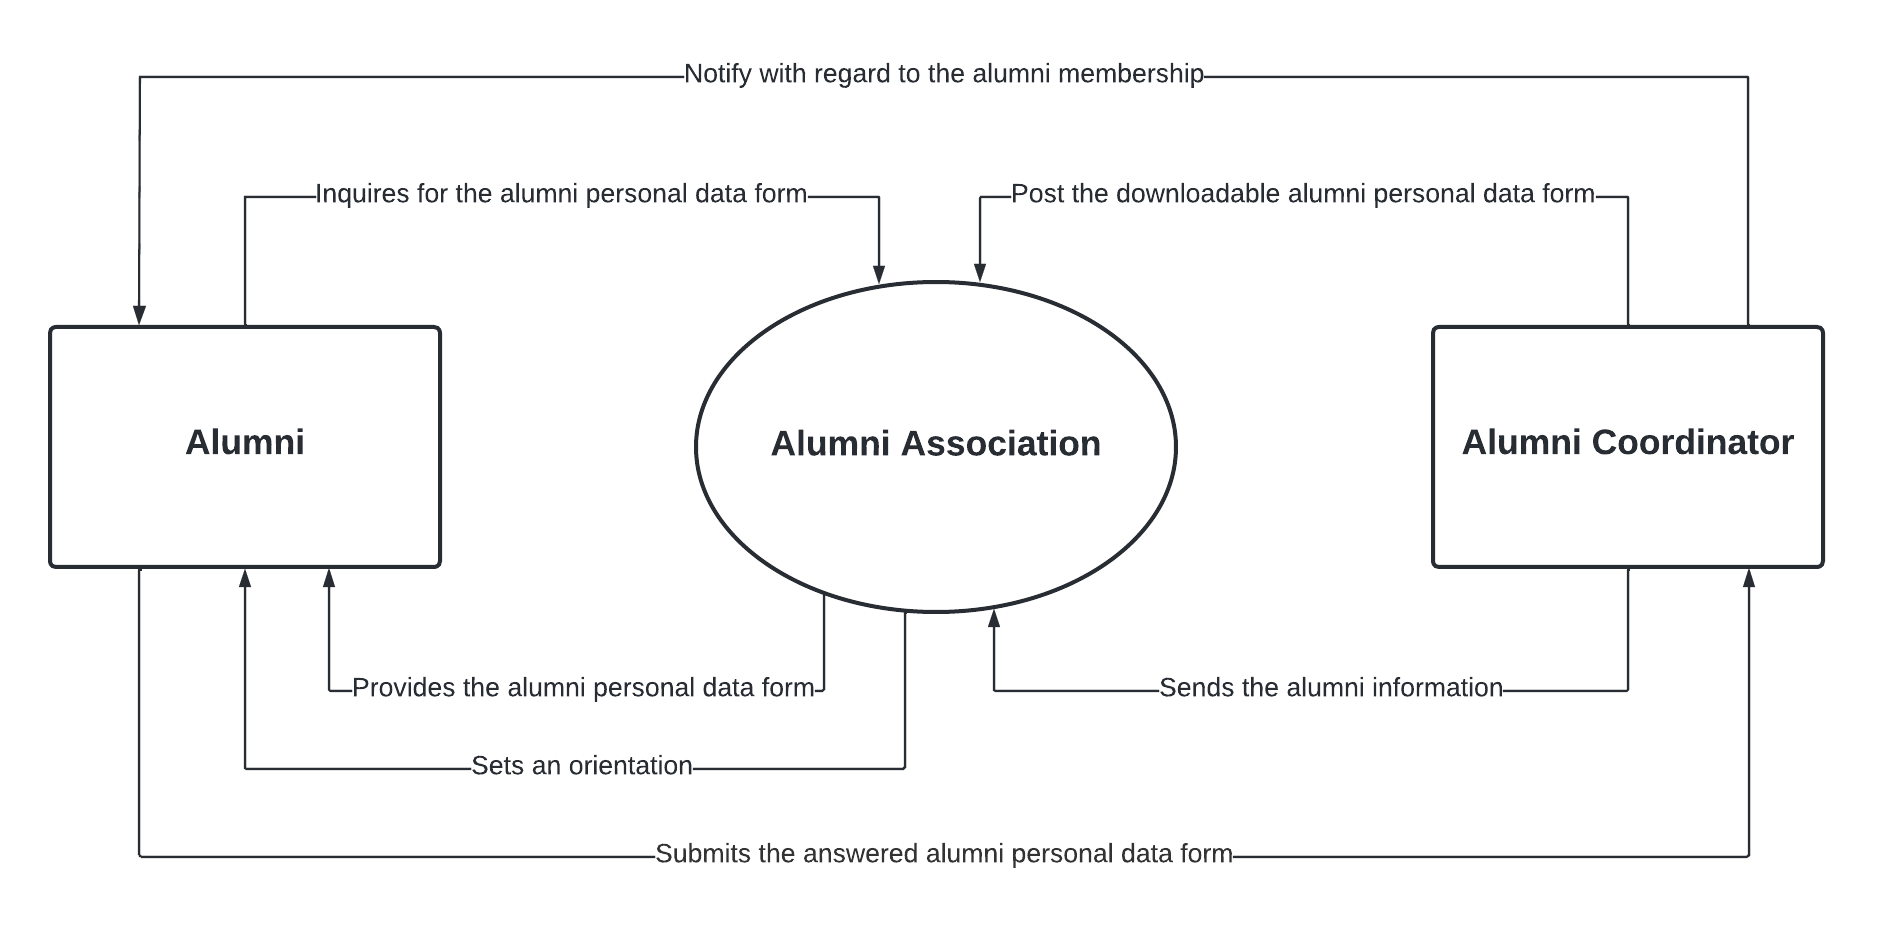 Notify with regard to the alumni membership
Inquires for the alumni personal data form
Post the downloadable alumni personal data form
Alumni
Alumni Association
Alumni Coordinator
Provides the alumni personal data form
Sends the alumni information
Sets an orientation
Submits the answered alumni personal data form